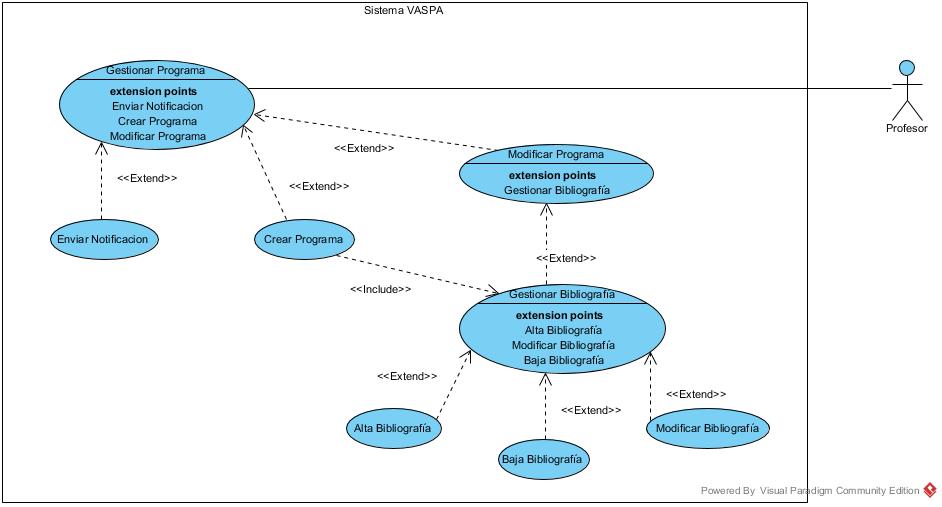 Sistema VASPA
Gestionar Programa
extension points
Enviar Notificacion
Crear Programa
Modificar Programa
Profesor
<<Extend>>
Modificar Programa
extension points
Gestionar Bibliografía
<<Extend>>
<<Extend>>
Enviar Notificacion
Crear Programa
<<Extend>>
<<Include>>
Gestionar Bibliografía
extension points
Alta Bibliografía
Modificar Bibliografía
Baja Bibliografía
<<Extend>>
<<Extend>>
<<Extend>>
Alta Bibliografía
Modificar Bibliografía
Baja Bibliografía
Powered By Visual Paradigm Community Edition